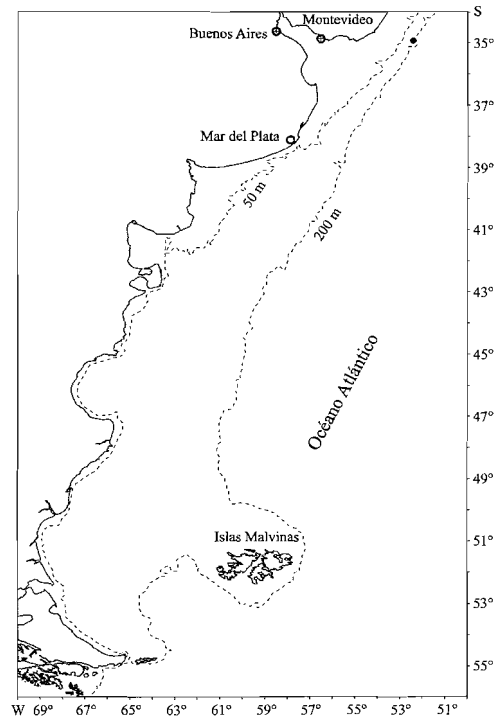 S
Montevideo
Buenos Aires
35°
37°
Mar del Plata
39°
50 m
200 m
41°
43°
45°
Océano Atlántico
47°
49°
Islas Malvinas
51°
53°
55°
W 69° 67° 65° 63° 61° 59° 57° 55° 53° 51°